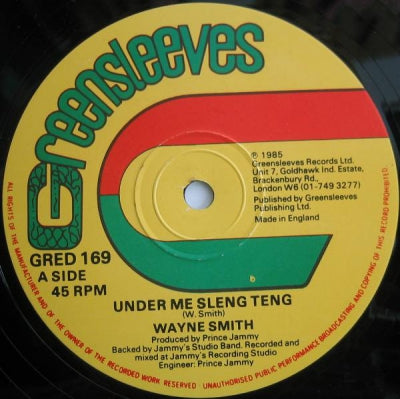 Greensleeves
℗ 1985
Greensleeves Records Ltd.
Unit 7, Goldhawk Ind. Estate,
Brackenbury Rd.,
London W6 (01-749 3277)
Published by Greensleeves
Publishing Ltd.
Made in England
GRED 169
A SIDE
45 RPM
b
UNDER ME SLENG TENG
(W. Smith)
WAYNE SMITH
Produced by Prince Jammy
Backed by Jammy's Studio Band. Recorded and
mixed at Jammy's Recording Studio
Engineer: Prince Jammy
ALL RIGHTS OF THE MANUFACTURER AND OF THE OWNER OF THE RECORDED WORK RESERVED · UNAUTHORISED PUBLIC PERFORMANCE BROADCASTING AND COPYING OF THIS RECORD PROHIBITED.